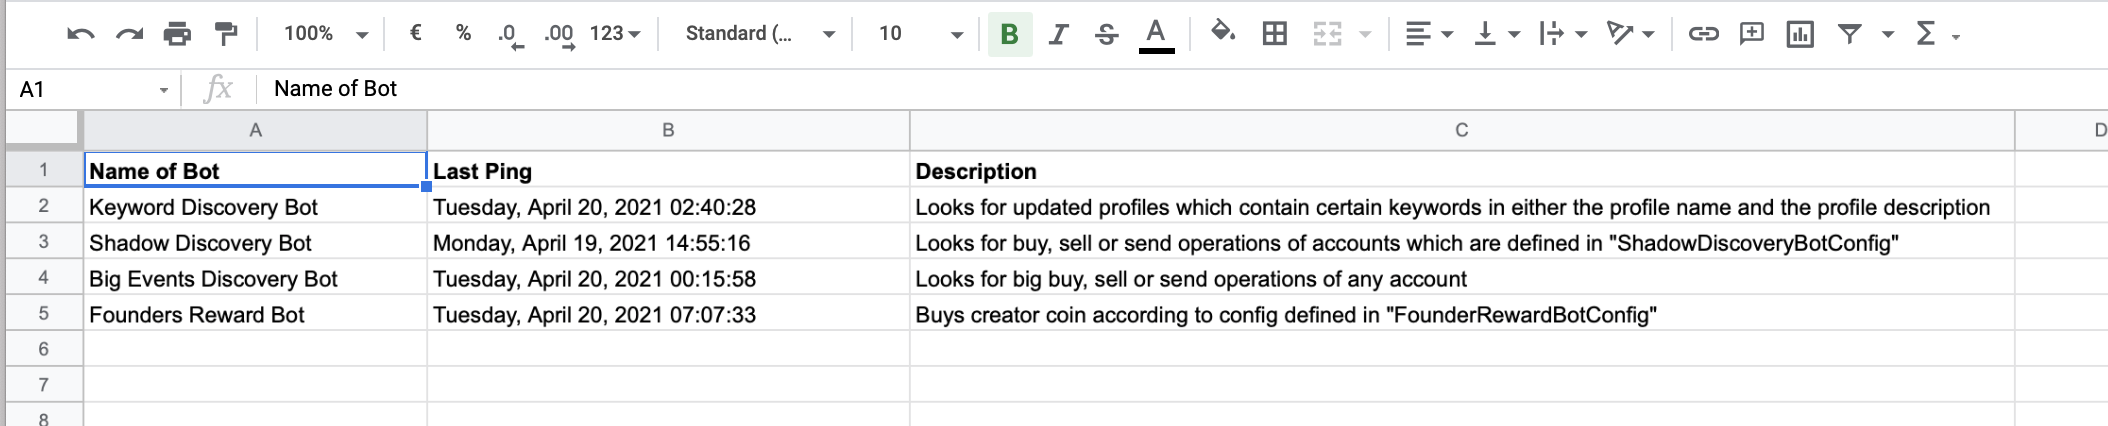 100% € % .0 .00 123 Standard (... 10 B I S A
A1 fx Name of Bot
A B C D
1 Name of Bot Last Ping Description
2 Keyword Discovery Bot Tuesday, April 20, 2021 02:40:28 Looks for updated profiles which contain certain keywords in either the profile name and the profile description
3 Shadow Discovery Bot Monday, April 19, 2021 14:55:16 Looks for buy, sell or send operations of accounts which are defined in "ShadowDiscoveryBotConfig"
4 Big Events Discovery Bot Tuesday, April 20, 2021 00:15:58 Looks for big buy, sell or send operations of any account
5 Founders Reward Bot Tuesday, April 20, 2021 07:07:33 Buys creator coin according to config defined in "FounderRewardBotConfig"
6
7
8